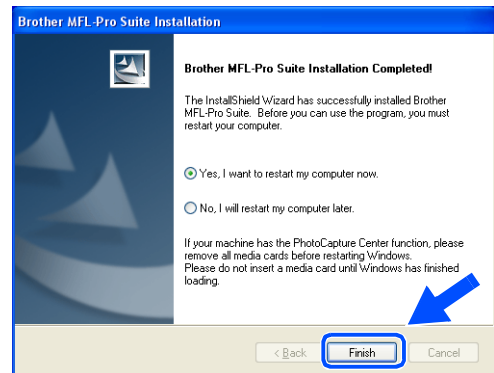 Brother MFL-Pro Suite Installation
Brother MFL-Pro Suite Installation Completed!
The InstallShield Wizard has successfully installed Brother
MFL-Pro Suite. Before you can use the program, you must
restart your computer.
Yes, I want to restart my computer now.
No, I will restart my computer later.
If your machine has the PhotoCapture Center function, please
remove all media cards before restarting Windows.
Please do not insert a media card until Windows has finished
loading.
< Back Finish Cancel